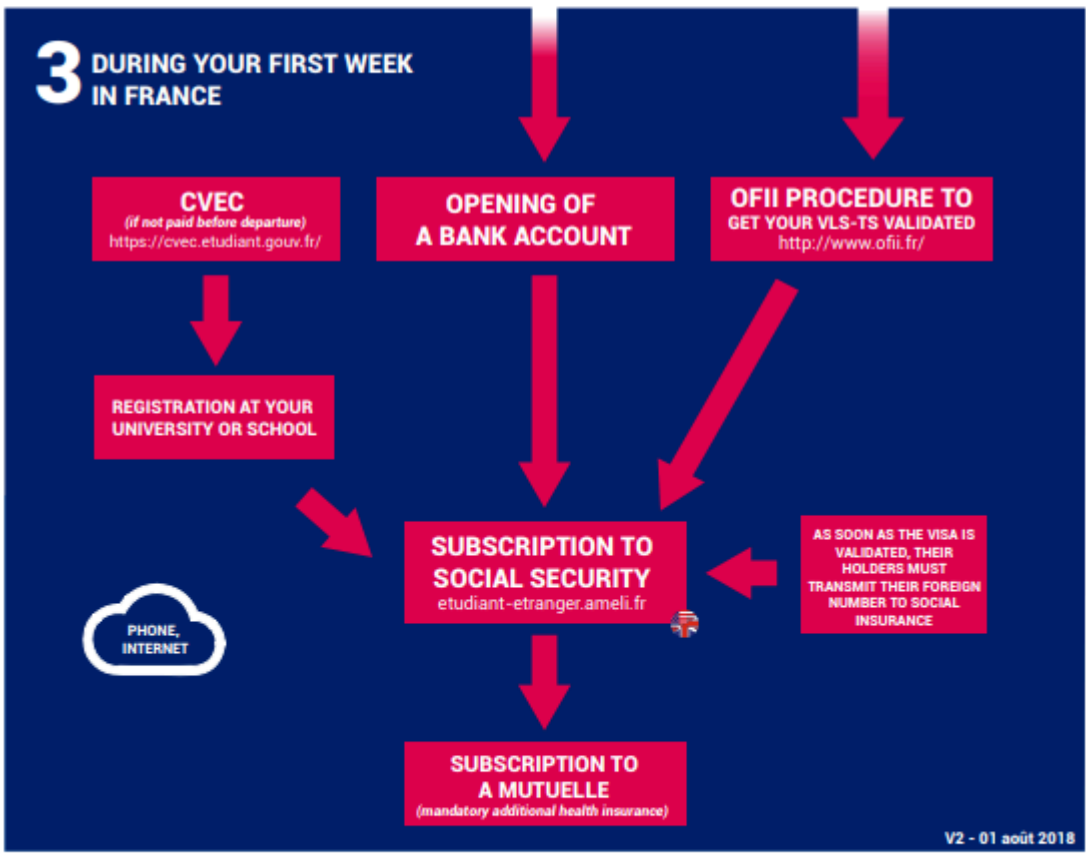 3 DURING YOUR FIRST WEEK
IN FRANCE
CVEC
(if not paid before departure)
https://cvec.etudiant.gouv.fr/
OPENING OF
A BANK ACCOUNT
OFII PROCEDURE TO
GET YOUR VLS-TS VALIDATED
http://www.ofii.fr/
REGISTRATION AT YOUR
UNIVERSITY OR SCHOOL
SUBSCRIPTION TO
SOCIAL SECURITY
etudiant-etranger.ameli.fr
AS SOON AS THE VISA IS
VALIDATED, THEIR
HOLDERS MUST
TRANSMIT THEIR FOREIGN
NUMBER TO SOCIAL
INSURANCE
PHONE,
INTERNET
SUBSCRIPTION TO
A MUTUELLE
(mandatory additional health insurance)
V2 - 01 août 2018